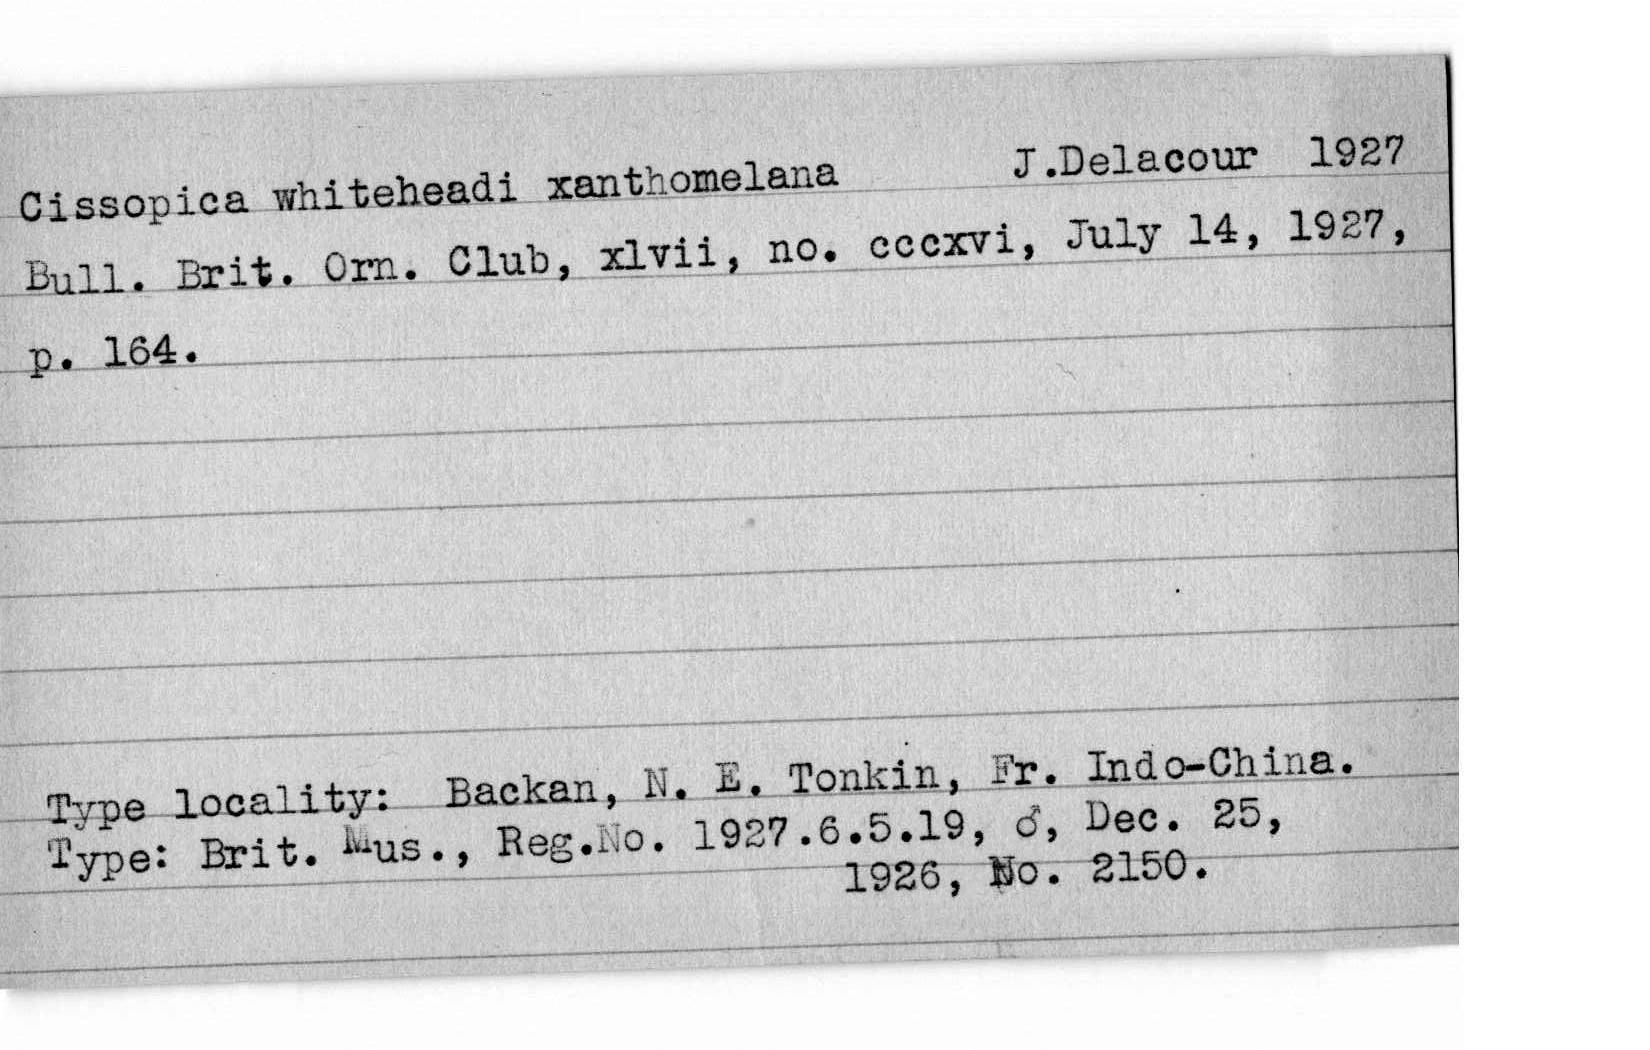 Cissopica whiteheadi xanthomelana J.Delacour 1927
Bull. Brit. Orn. Club, xlvii, no. cccxvi, July 14, 1927,
p. 164.
Type locality: Backan, N. E. Tonkin, Fr. Indo-China.
Type: Brit. Mus., Reg.No. 1927.6.5.19, ♂, Dec. 25,
1926, No. 2150.